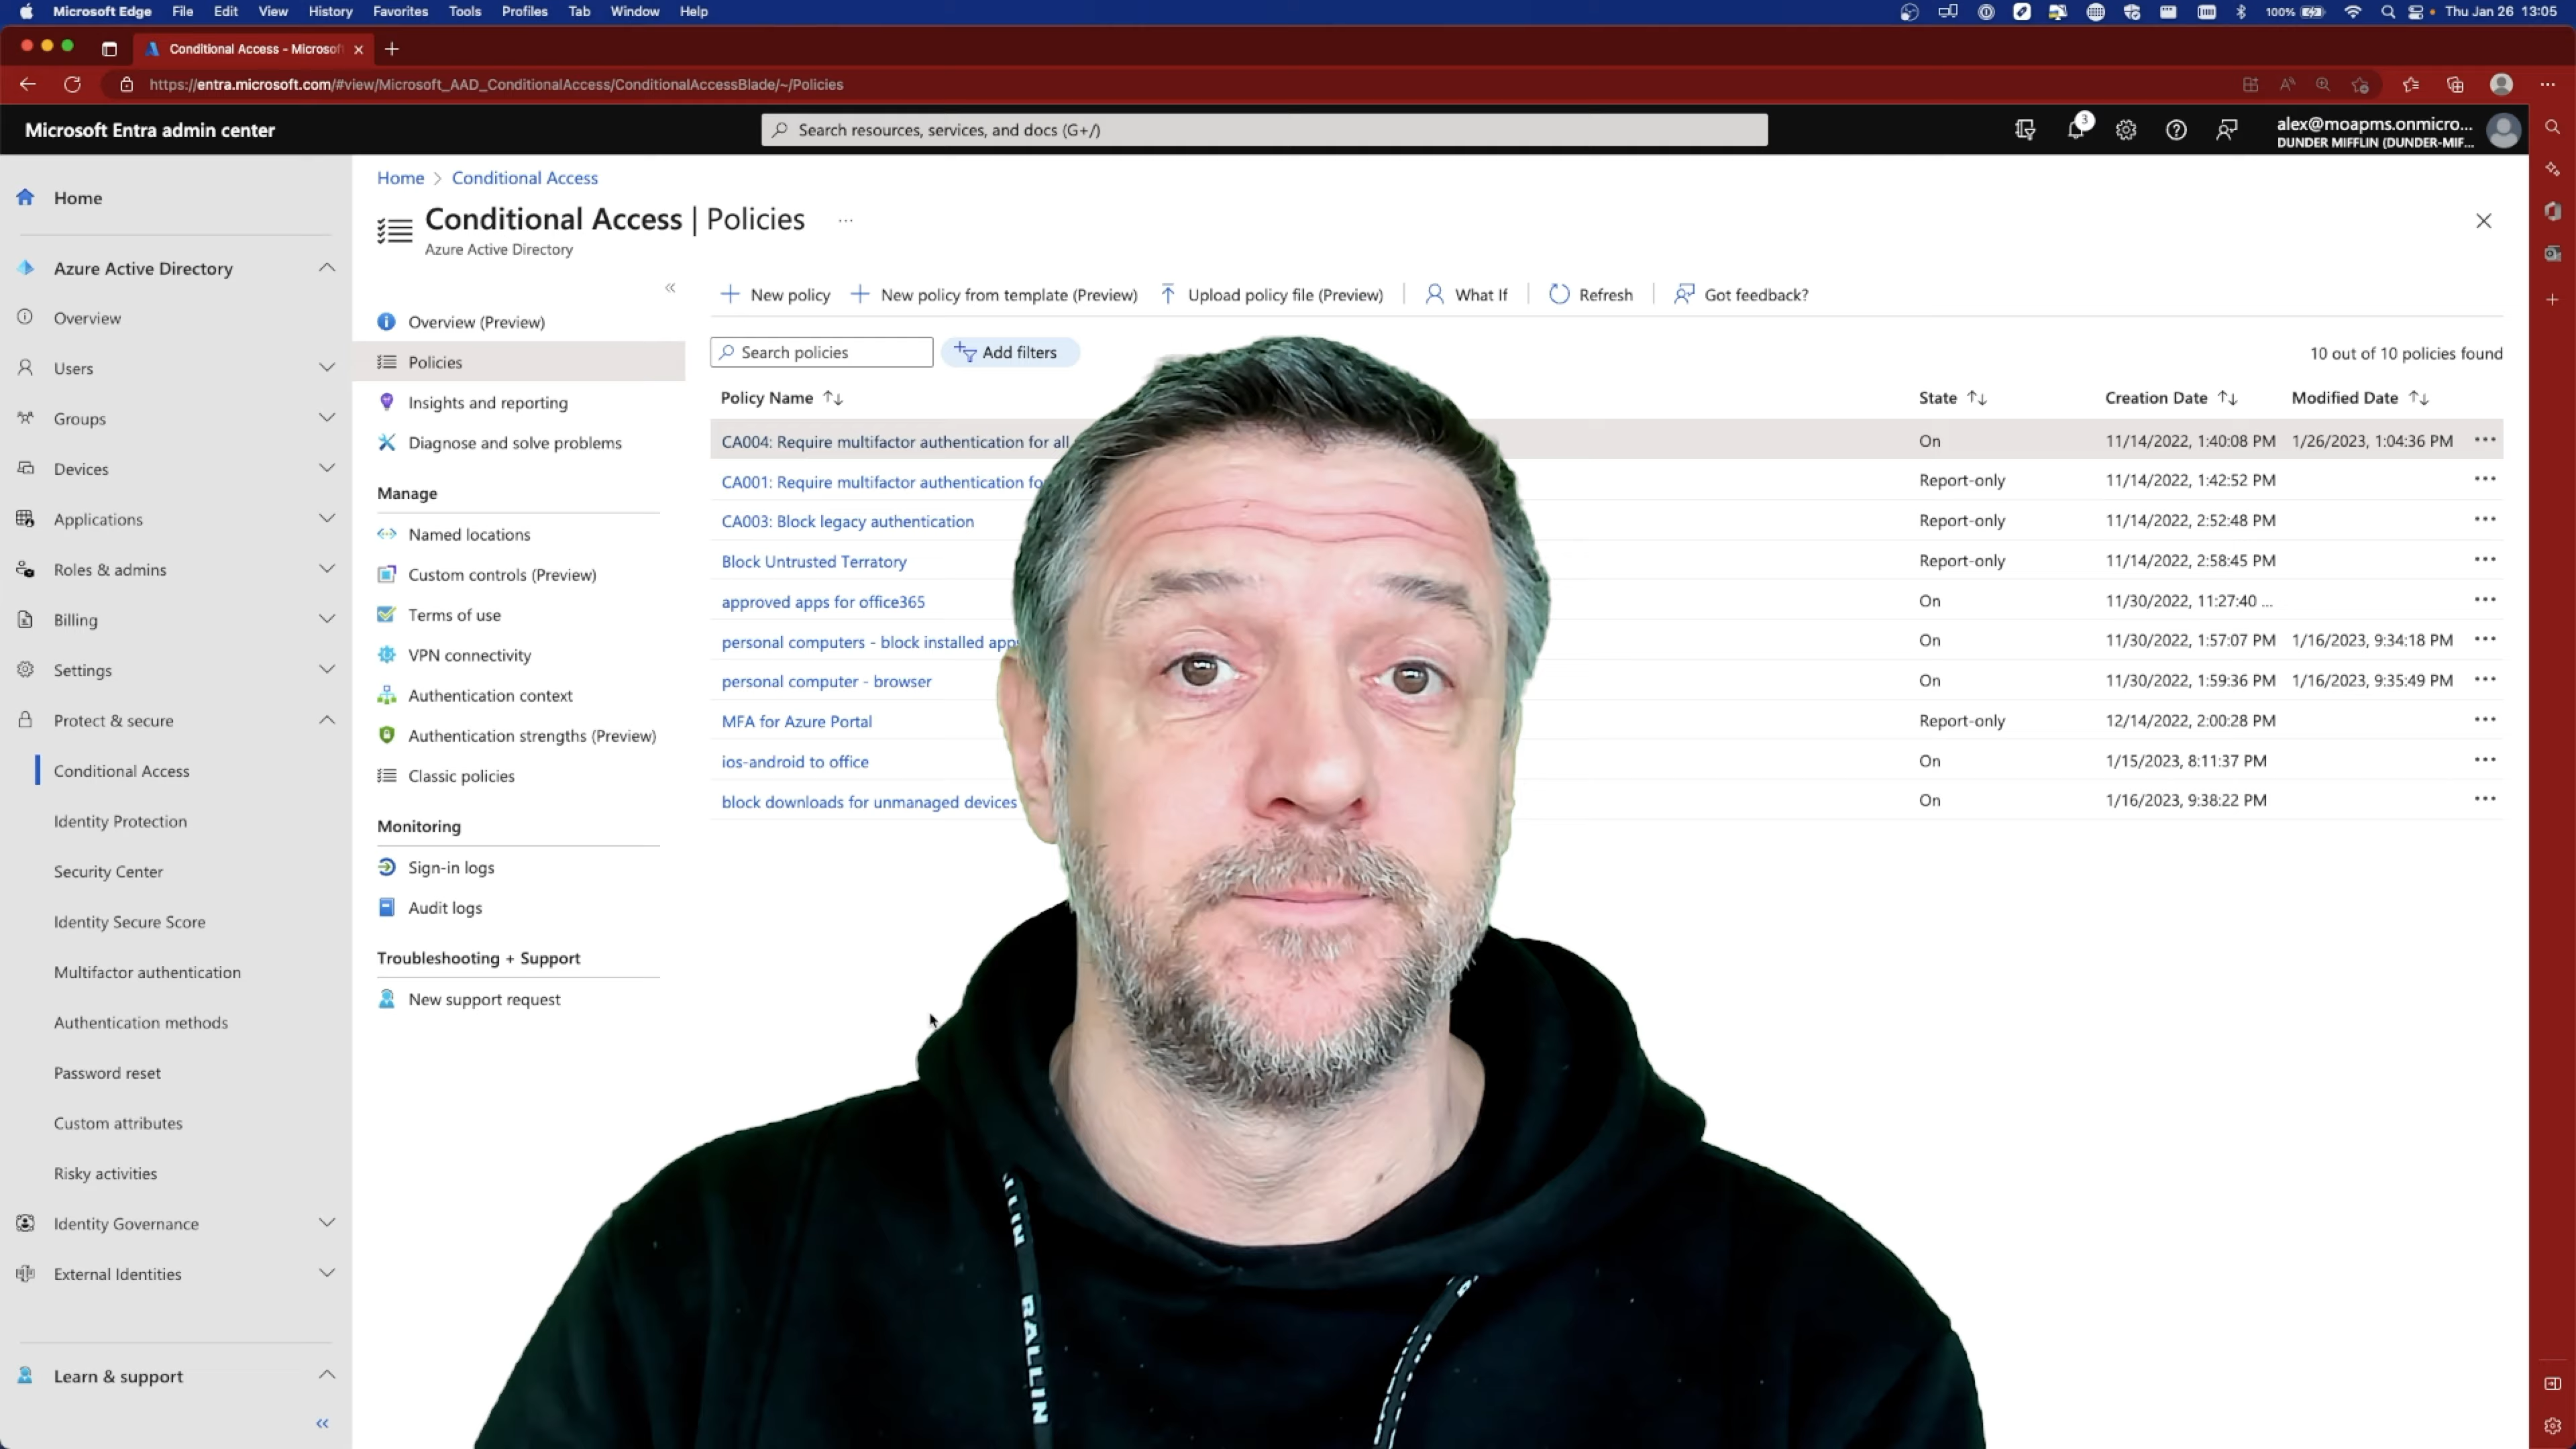 Microsoft Edge File Edit View History Favorites Tools Profiles Tab Window Help 100% Thu Jan 26 13:05
Conditional Access - Microsoft
https://entra.microsoft.com/#view/Microsoft_AAD_ConditionalAccess/ConditionalAccessBlade/~/Policies
Microsoft Entra admin center
Search resources, services, and docs (G+/)
3
alex@moapms.onmicro...
DUNDER MIFFLIN (DUNDER-MIF...
Home
Azure Active Directory
Overview
Users
Groups
Devices
Applications
Roles & admins
Billing
Settings
Protect & secure
Conditional Access
Identity Protection
Security Center
Identity Secure Score
Multifactor authentication
Authentication methods
Password reset
Custom attributes
Risky activities
Identity Governance
External Identities
Learn & support
Home > Conditional Access
Conditional Access | Policies ...
Azure Active Directory
Overview (Preview)
Policies
Insights and reporting
Diagnose and solve problems
Manage
Named locations
Custom controls (Preview)
Terms of use
VPN connectivity
Authentication context
Authentication strengths (Preview)
Classic policies
Monitoring
Sign-in logs
Audit logs
Troubleshooting + Support
New support request
New policy New policy from template (Preview) Upload policy file (Preview) What If Refresh Got feedback?
Search policies Add filters 10 out of 10 policies found
Policy Name State Creation Date Modified Date
CA004: Require multifactor authentication for all On 11/14/2022, 1:40:08 PM 1/26/2023, 1:04:36 PM
CA001: Require multifactor authentication fo Report-only 11/14/2022, 1:42:52 PM
CA003: Block legacy authentication Report-only 11/14/2022, 2:52:48 PM
Block Untrusted Terratory Report-only 11/14/2022, 2:58:45 PM
approved apps for office365 On 11/30/2022, 11:27:40 ...
personal computers - block installed apps On 11/30/2022, 1:57:07 PM 1/16/2023, 9:34:18 PM
personal computer - browser On 11/30/2022, 1:59:36 PM 1/16/2023, 9:35:49 PM
MFA for Azure Portal Report-only 12/14/2022, 2:00:28 PM
ios-android to office On 1/15/2023, 8:11:37 PM
block downloads for unmanaged devices On 1/16/2023, 9:38:22 PM
BALLIN